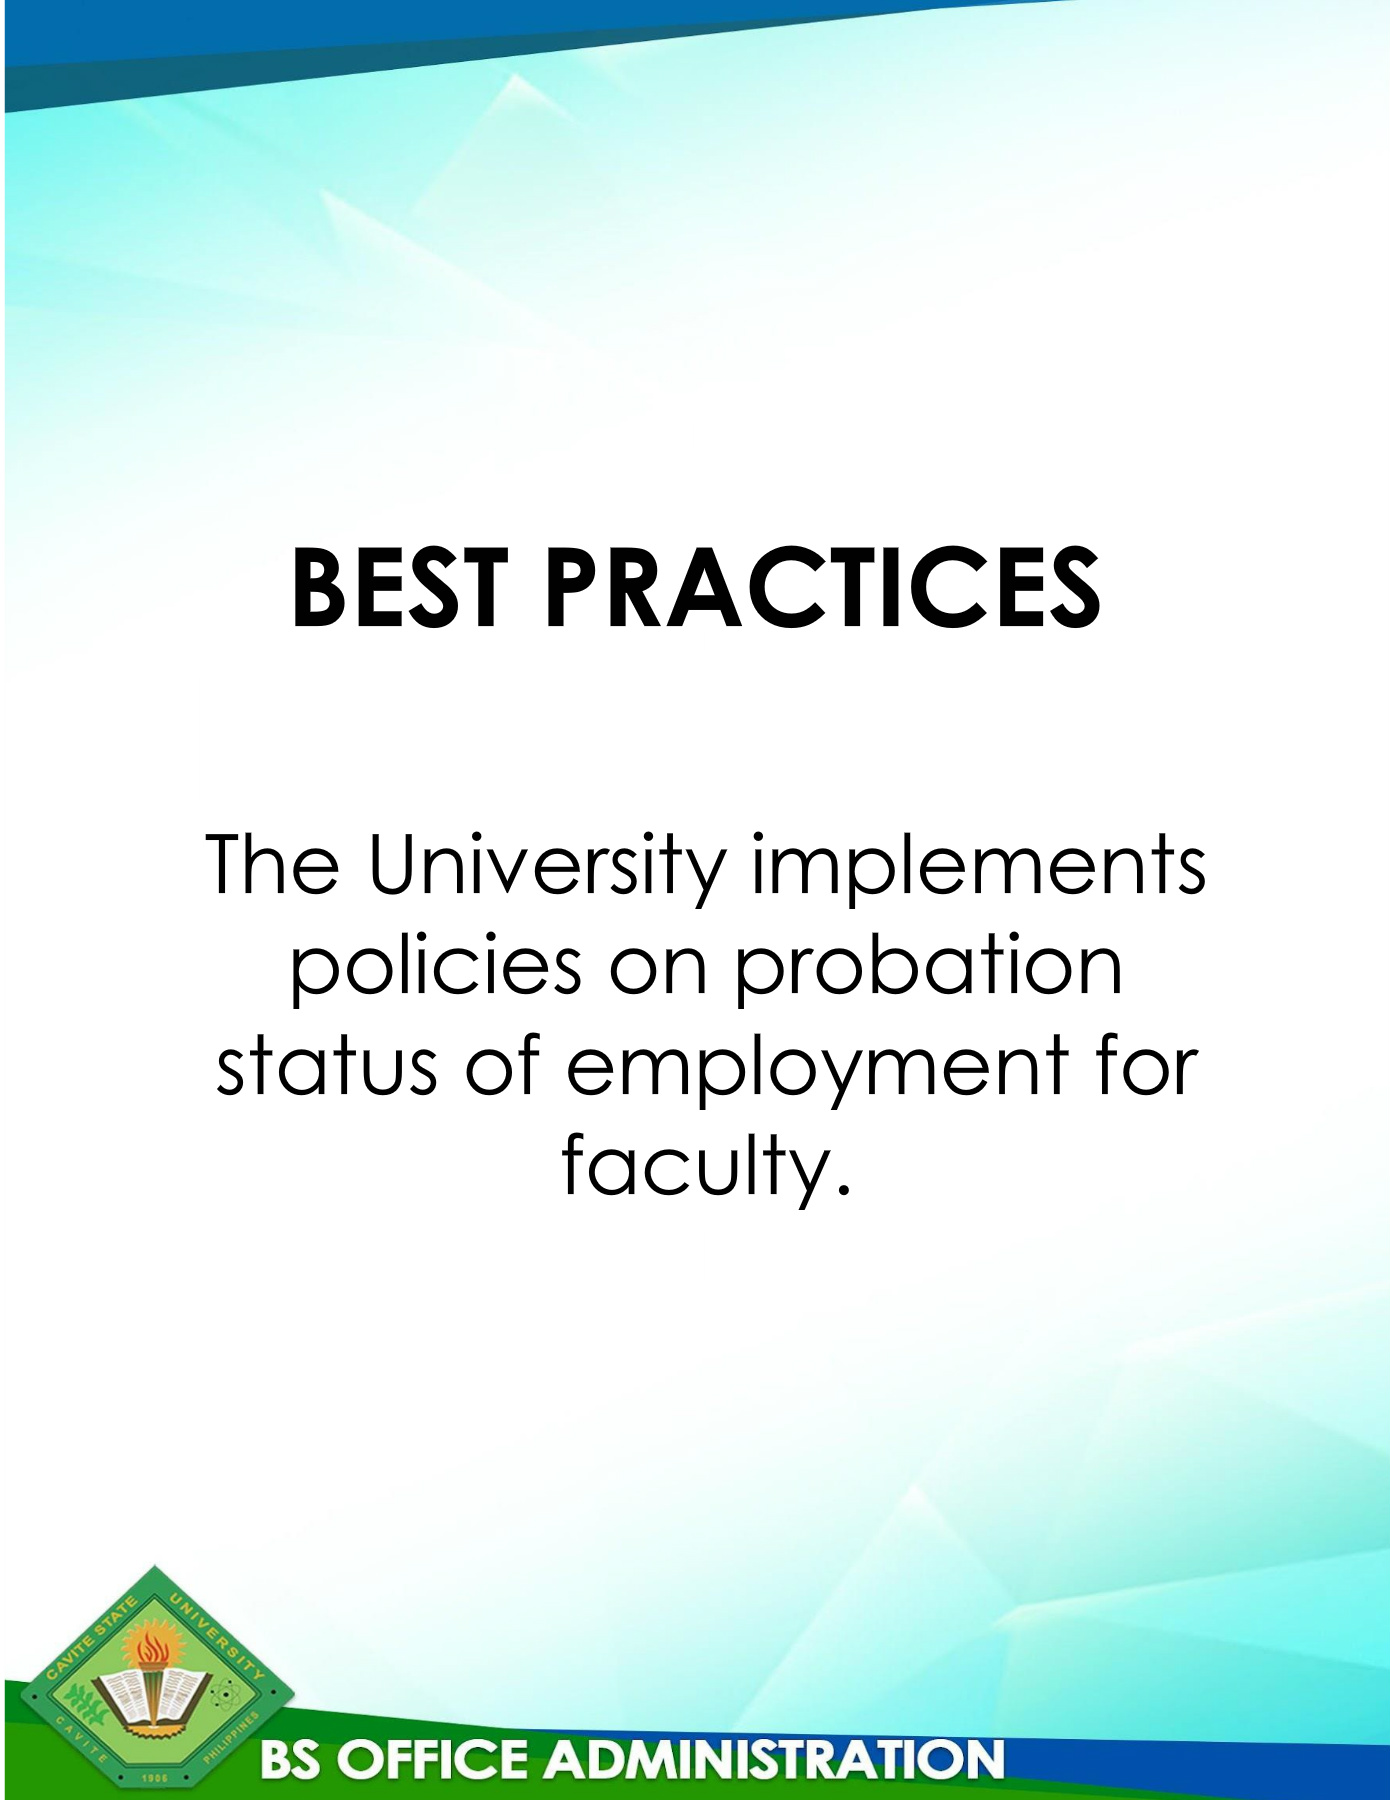 BEST PRACTICES
The University implements
policies on probation
status of employment for
faculty.
CAVITE STATE UNIVERSITY
CAVITE PHILIPPINES
1906
BS OFFICE ADMINISTRATION